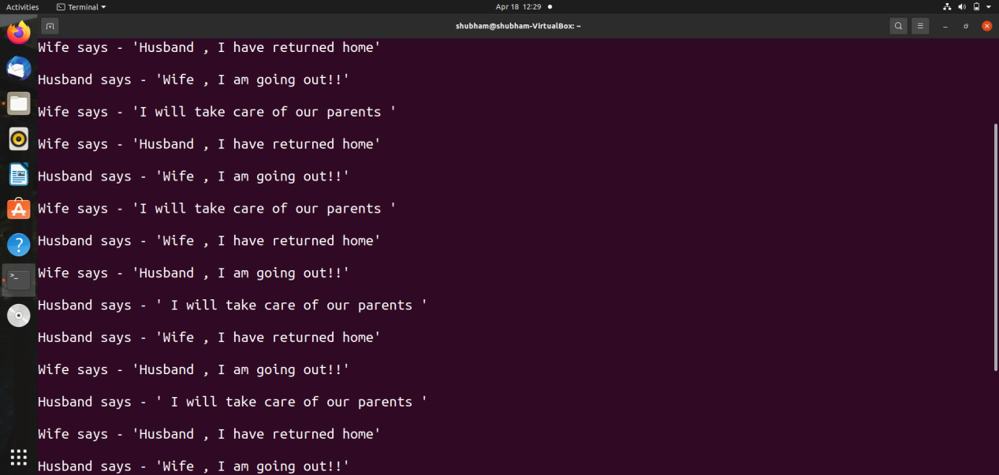 Activities Terminal Apr 18 12:29
shubham@shubham-VirtualBox: ~
Wife says - 'Husband , I have returned home'
Husband says - 'Wife , I am going out!!'
Wife says - 'I will take care of our parents '
Wife says - 'Husband , I have returned home'
Husband says - 'Wife , I am going out!!'
Wife says - 'I will take care of our parents '
Husband says - 'Wife , I have returned home'
Wife says - 'Husband , I am going out!!'
Husband says - ' I will take care of our parents '
Husband says - 'Wife , I have returned home'
Wife says - 'Husband , I am going out!!'
Husband says - ' I will take care of our parents '
Wife says - 'Husband , I have returned home'
Husband says - 'Wife , I am going out!!'